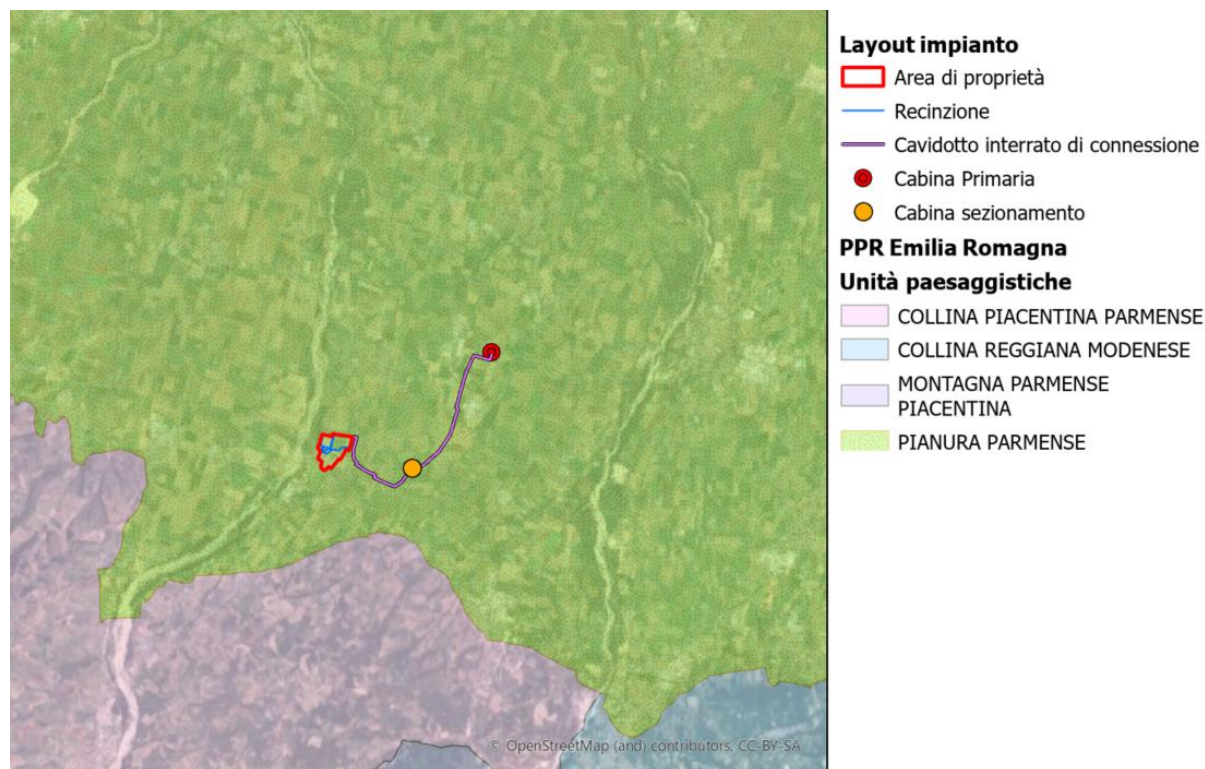 Layout impianto
Area di proprietà
Recinzione
Cavidotto interrato di connessione
Cabina Primaria
Cabina sezionamento
PPR Emilia Romagna
Unità paesaggistiche
COLLINA PIACENTINA PARMENSE
COLLINA REGGIANA MODENESE
MONTAGNA PARMENSE
PIACENTINA
PIANURA PARMENSE
© OpenStreetMap (and) contributors, CC-BY-SA